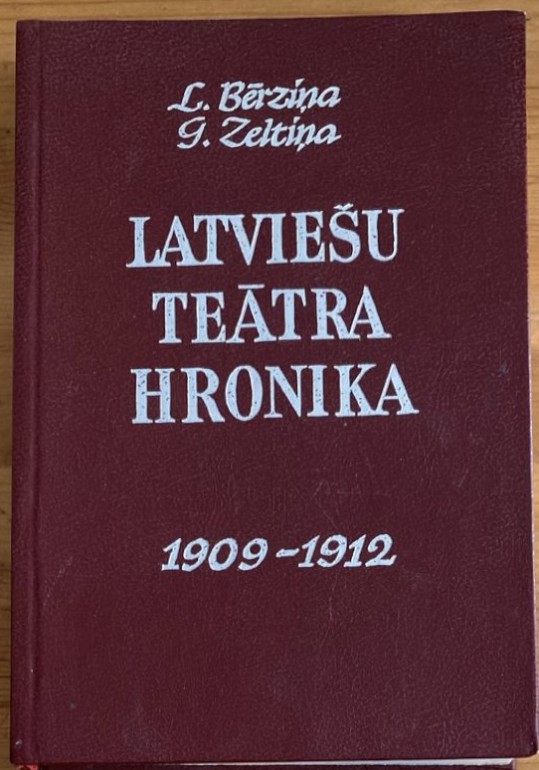 L. Bērziņa
G. Zeltiņa
LATVIEŠU
TEĀTRA
HRONIKA
1909-1912